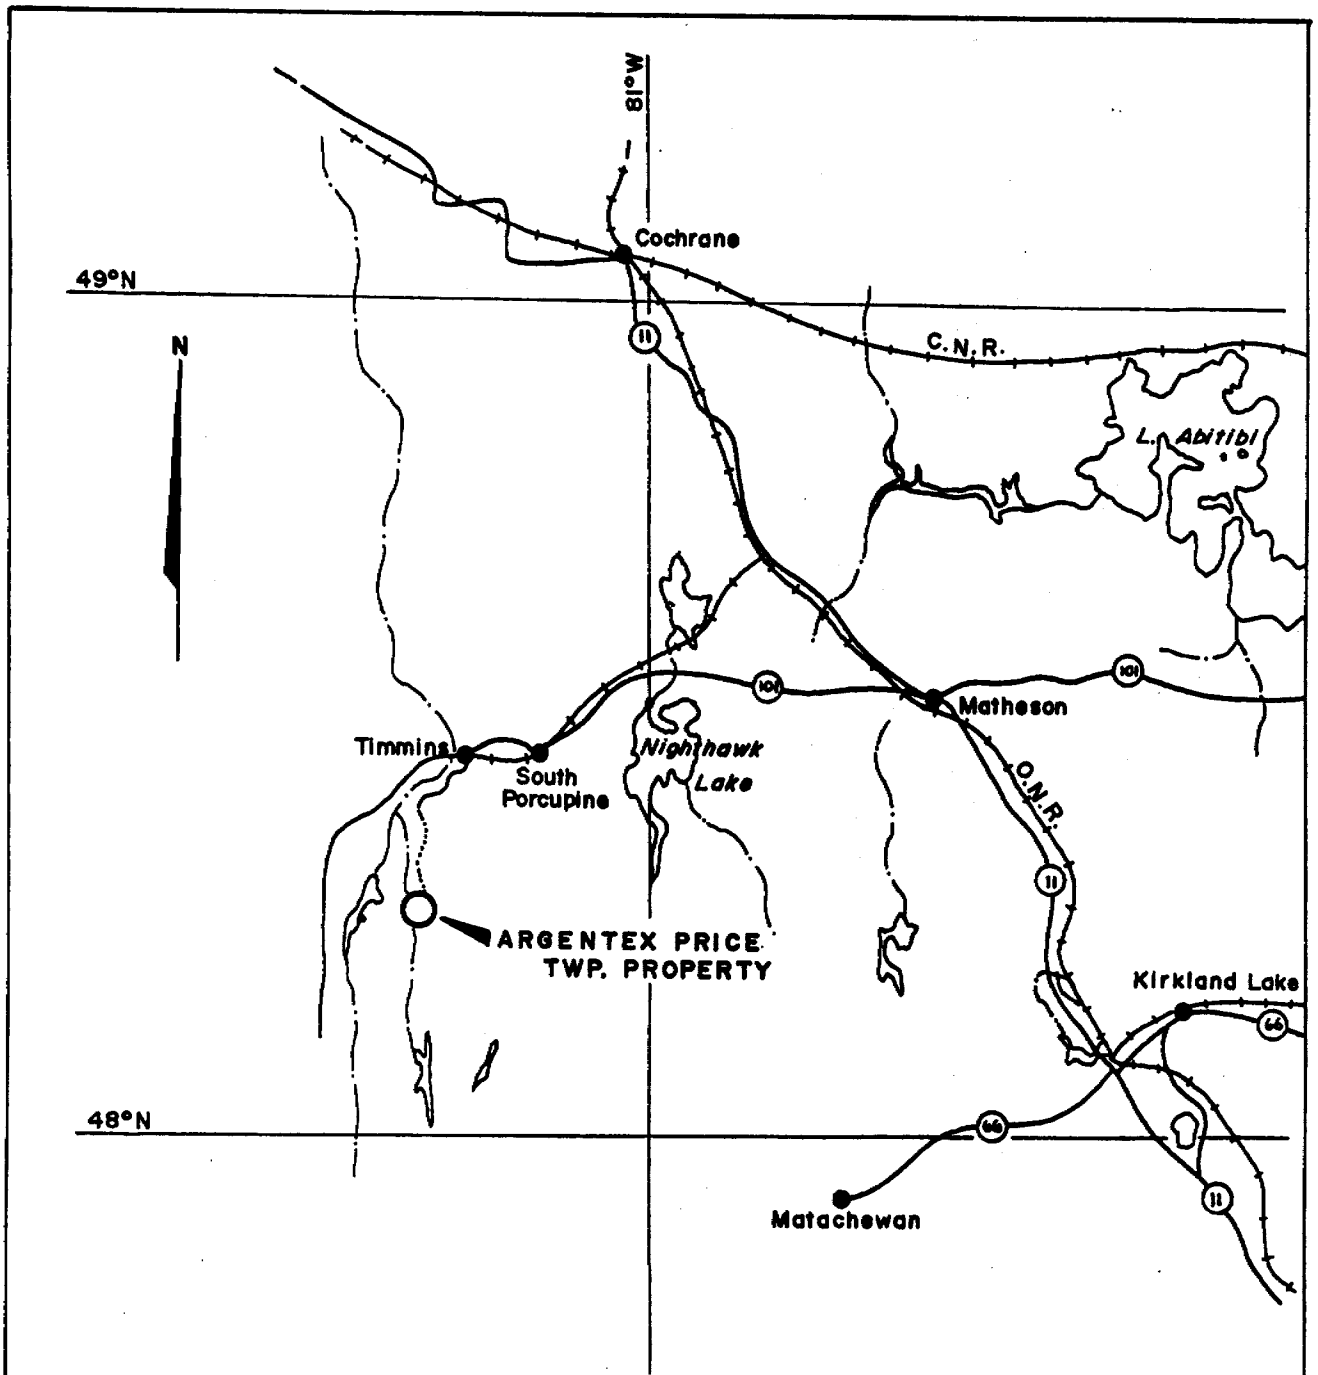 81°W
Cochrane
49°N
11
N
C.N.R.
L. Abitibi
101
101
Matheson
Timmins
Nighthawk
Lake
South
Porcupine
O.N.R.
11
ARGENTEX PRICE
TWP. PROPERTY
Kirkland Lake
66
48°N
66
11
Matachewan